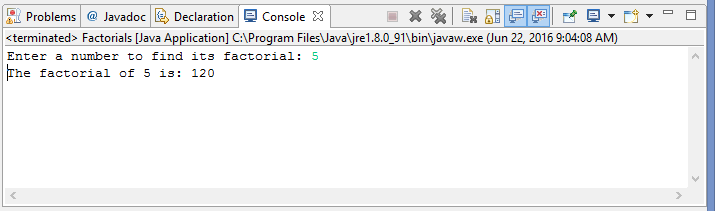 Problems @ Javadoc Declaration Console
<terminated> Factorials [Java Application] C:\Program Files\Java\jre1.8.0_91\bin\javaw.exe (Jun 22, 2016 9:04:08 AM)
Enter a number to find its factorial: 5
The factorial of 5 is: 120